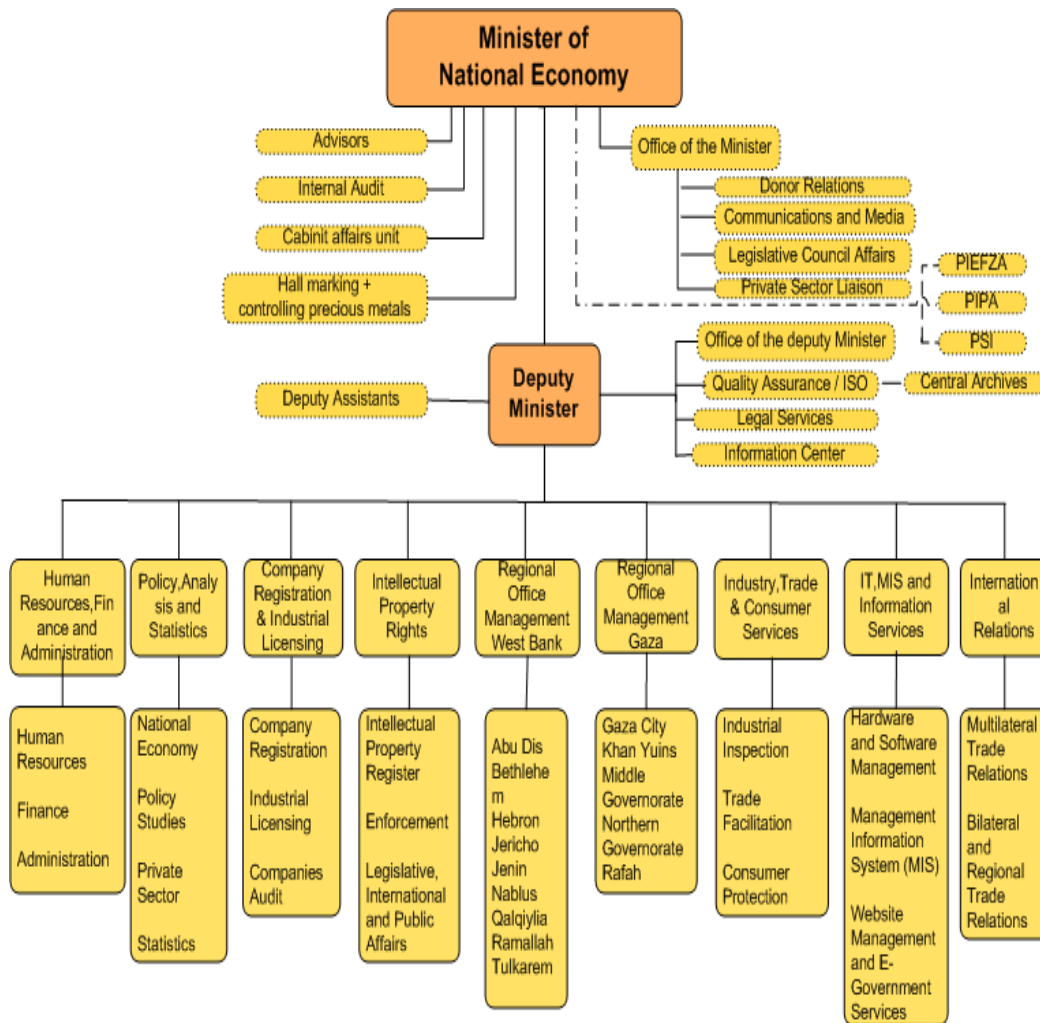 Minister of
National Economy
Advisors
Internal Audit
Cabinit affairs unit
Hall marking +
controlling precious metals
Office of the Minister
Donor Relations
Communications and Media
Legislative Council Affairs
Private Sector Liaison
PIEFZA
PIPA
PSI
Deputy
Minister
Deputy Assistants
Office of the deputy Minister
Quality Assurance / ISO
Central Archives
Legal Services
Information Center
Human
Resources,Fin
ance and
Administration
Policy,Analy
sis and
Statistics
Company
Registration
& Industrial
Licensing
Intellectual
Property
Rights
Regional
Office
Management
West Bank
Regional
Office
Management
Gaza
Industry,Trade
& Consumer
Services
IT,MIS and
Information
Services
Internation
al
Relations
Human
Resources
Finance
Administration
National
Economy
Policy
Studies
Private
Sector
Statistics
Company
Registration
Industrial
Licensing
Companies
Audit
Intellectual
Property
Register
Enforcement
Legislative,
International
and Public
Affairs
Abu Dis
Bethlehe
m
Hebron
Jericho
Jenin
Nablus
Qalqiylia
Ramallah
Tulkarem
Gaza City
Khan Yuins
Middle
Governorate
Northern
Governorate
Rafah
Industrial
Inspection
Trade
Facilitation
Consumer
Protection
Hardware
and Software
Management
Management
Information
System (MIS)
Website
Management
and E-
Government
Services
Multilateral
Trade
Relations
Bilateral
and
Regional
Trade
Relations